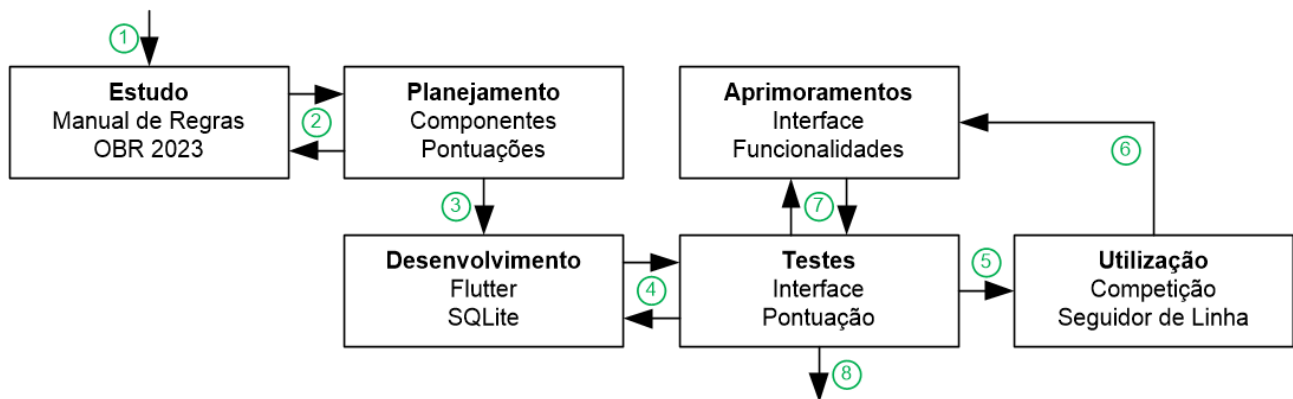 1
Estudo
Manual de Regras
OBR 2023
2
Planejamento
Componentes
Pontuações
3
Desenvolvimento
Flutter
SQLite
4
Testes
Interface
Pontuação
5
Utilização
Competição
Seguidor de Linha
6
Aprimoramentos
Interface
Funcionalidades
7
8